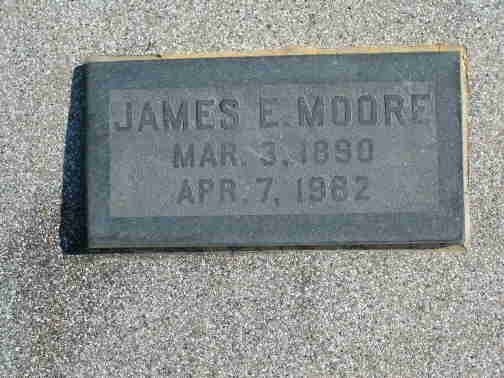 JAMES E. MOORE
MAR. 3, 1890
APR. 7, 1982